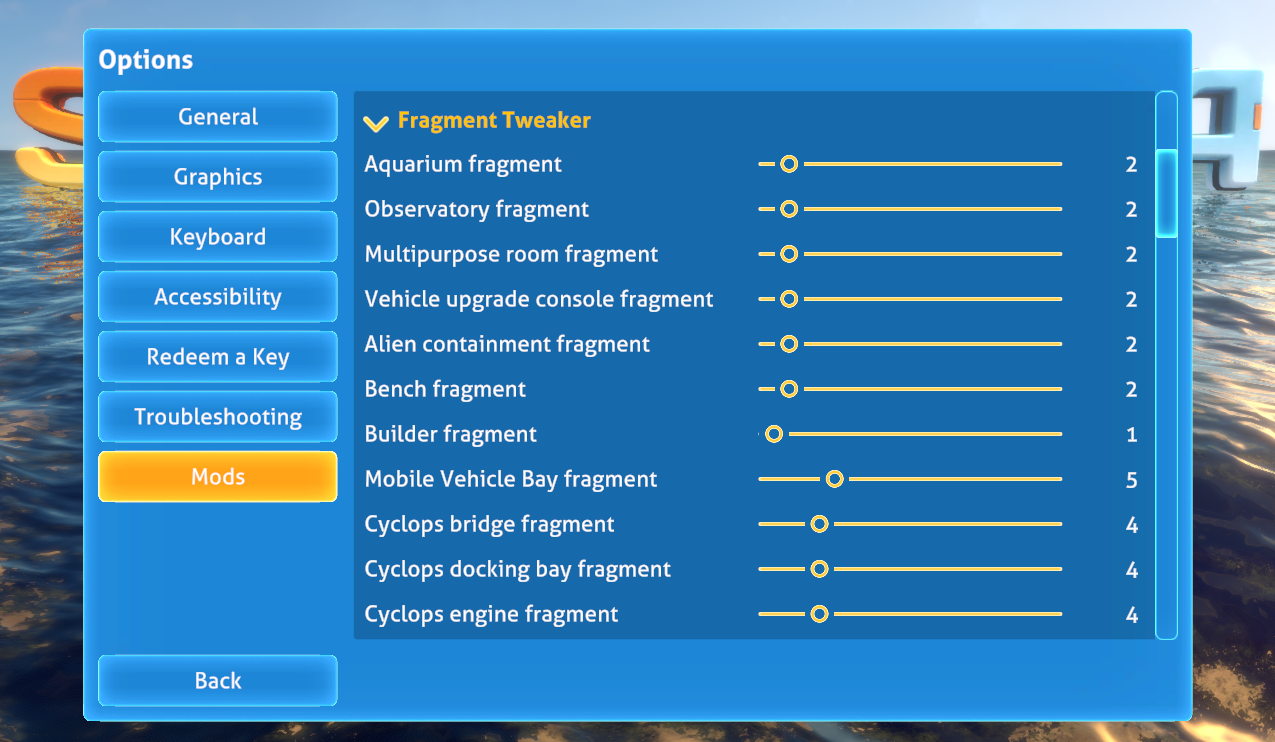 Options
General
Graphics
Keyboard
Accessibility
Redeem a Key
Troubleshooting
Mods
Back
Fragment Tweaker
Aquarium fragment 2
Observatory fragment 2
Multipurpose room fragment 2
Vehicle upgrade console fragment 2
Alien containment fragment 2
Bench fragment 2
Builder fragment 1
Mobile Vehicle Bay fragment 5
Cyclops bridge fragment 4
Cyclops docking bay fragment 4
Cyclops engine fragment 4